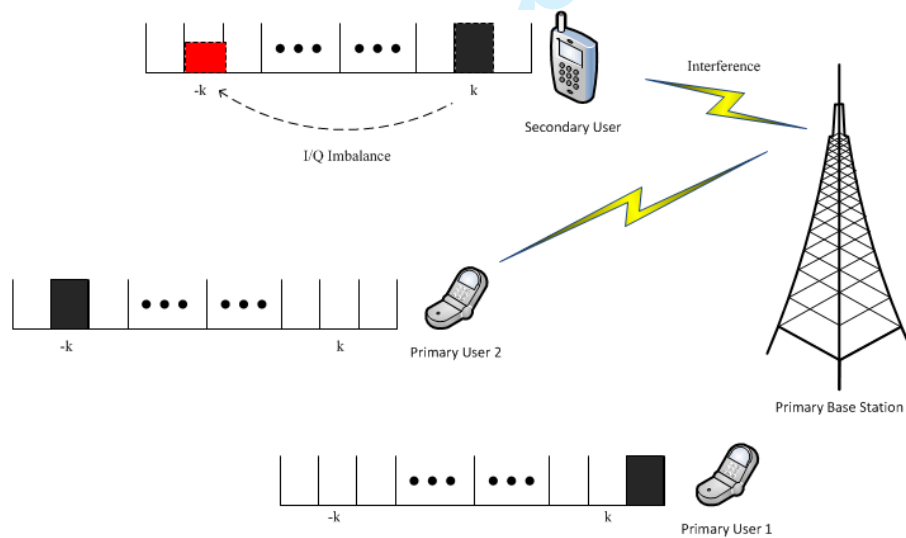 -k
k
I/Q Imbalance
Secondary User
Interference
-k
k
Primary User 2
Primary Base Station
-k
k
Primary User 1